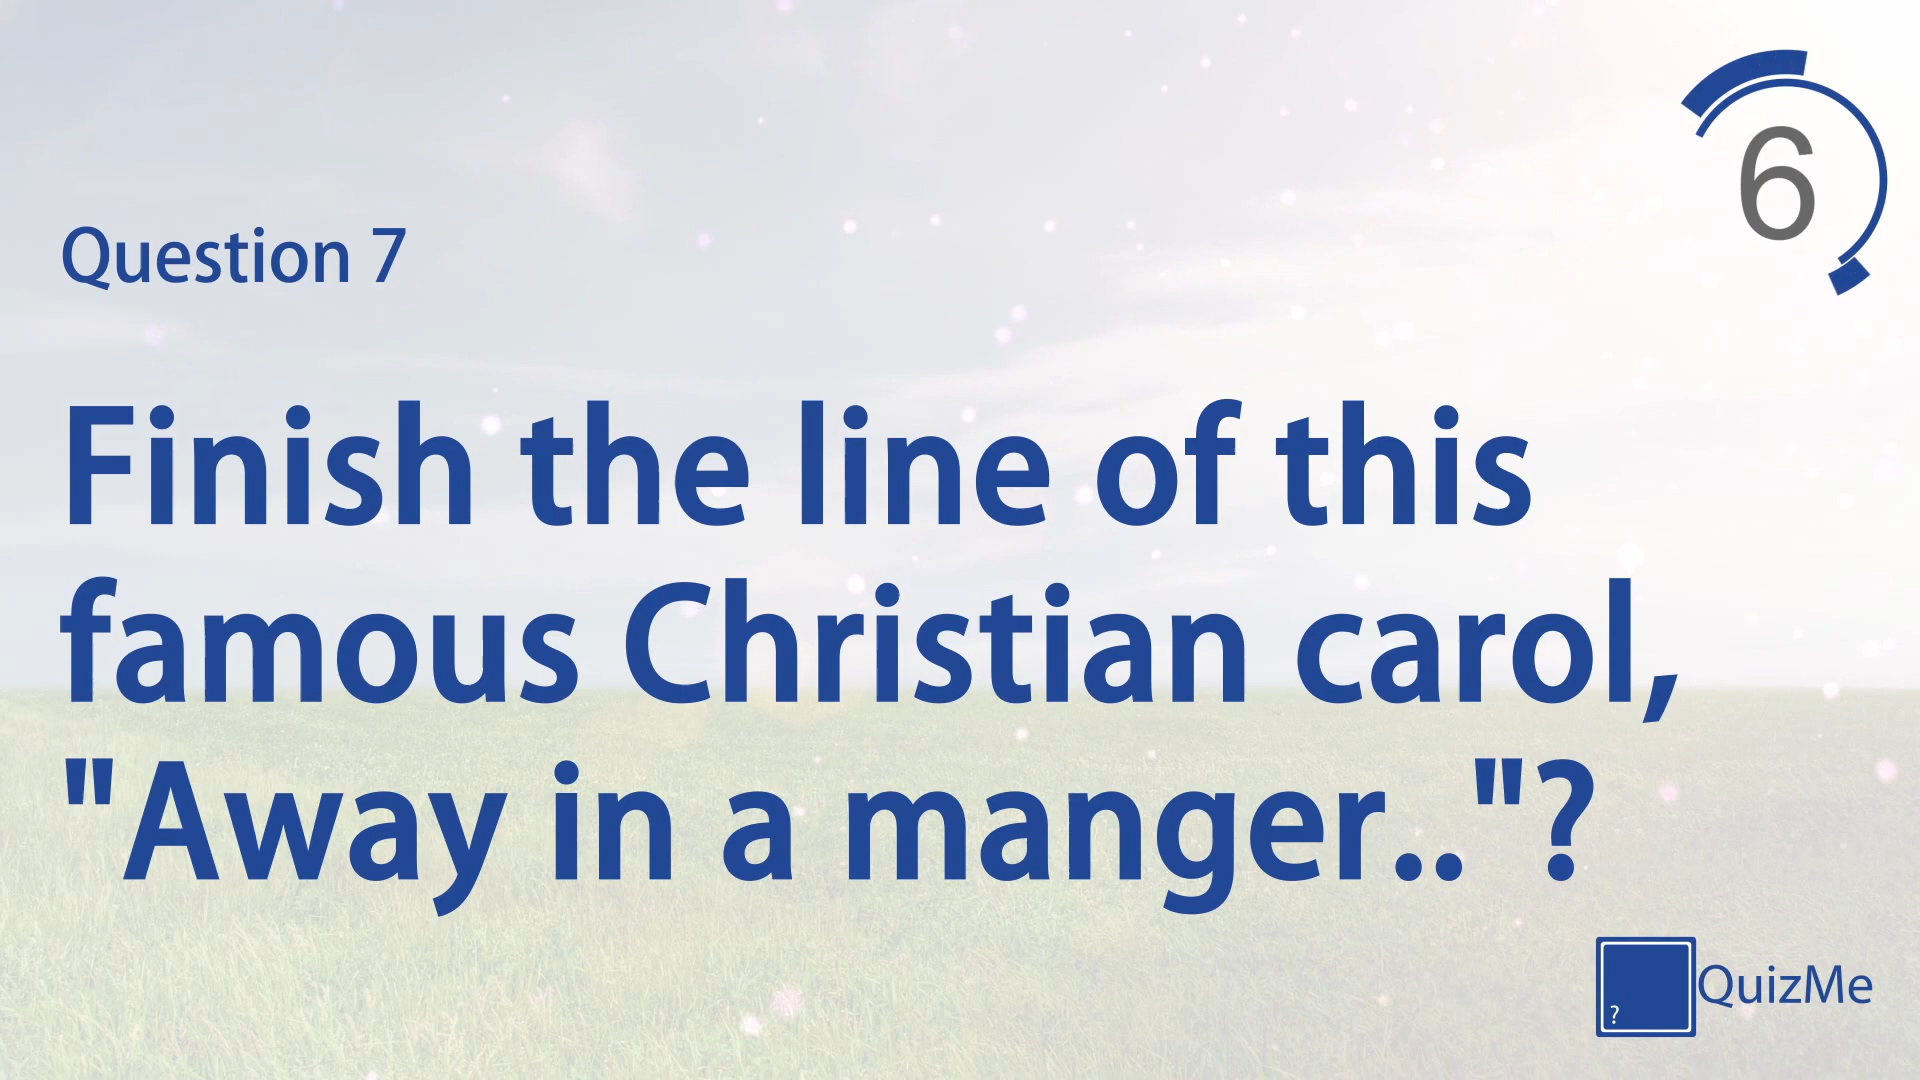 6
Question 7
Finish the line of this
famous Christian carol,
"Away in a manger.."?
?
QuizMe